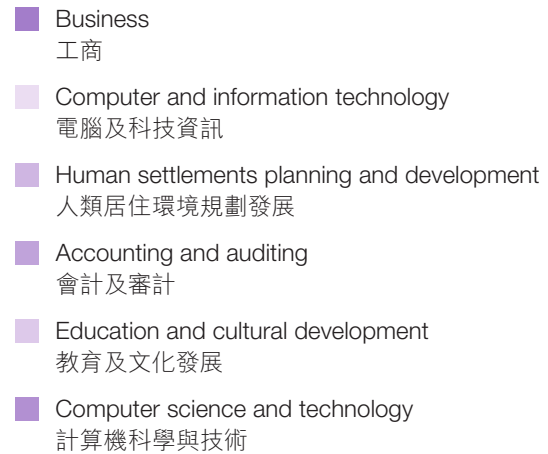 Business
工商
Computer and information technology
電腦及科技資訊
Human settlements planning and development
人類居住環境規劃發展
Accounting and auditing
會計及審計
Education and cultural development
教育及文化發展
Computer science and technology
計算機科學與技術